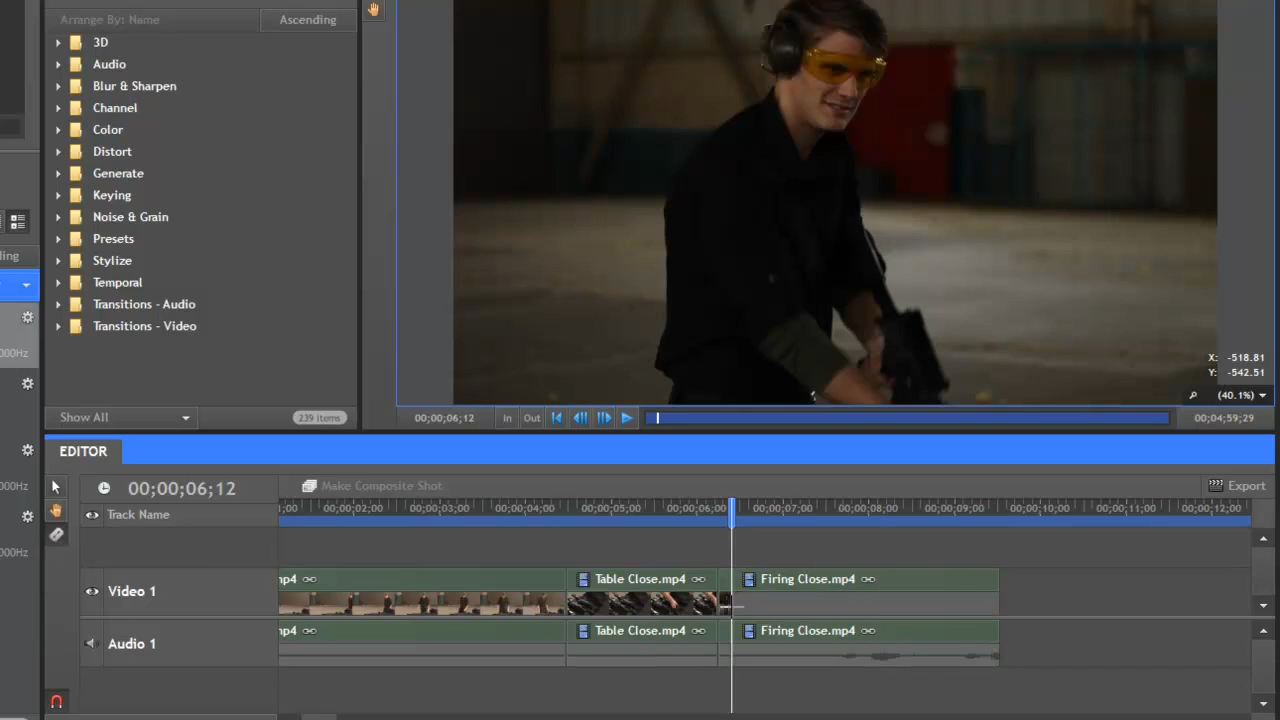 Arrange By: Name
Ascending
3D
Audio
Blur & Sharpen
Channel
Color
Distort
Generate
Keying
Noise & Grain
Presets
Stylize
Temporal
Transitions - Audio
Transitions - Video
Show All
239 items
ding
000Hz
000Hz
000Hz
X: -518.81
Y: -542.51
(40.1%)
00;00;06;12
In
Out
00;04;59;29
EDITOR
00;00;06;12
Make Composite Shot
Export
Track Name
1;00
00;00;02;00
00;00;03;00
00;00;04;00
00;00;05;00
00;00;06;00
00;00;07;00
00;00;08;00
00;00;09;00
00;00;10;00
00;00;11;00
00;00;12;00
Video 1
mp4
Table Close.mp4
Firing Close.mp4
Audio 1
mp4
Table Close.mp4
Firing Close.mp4